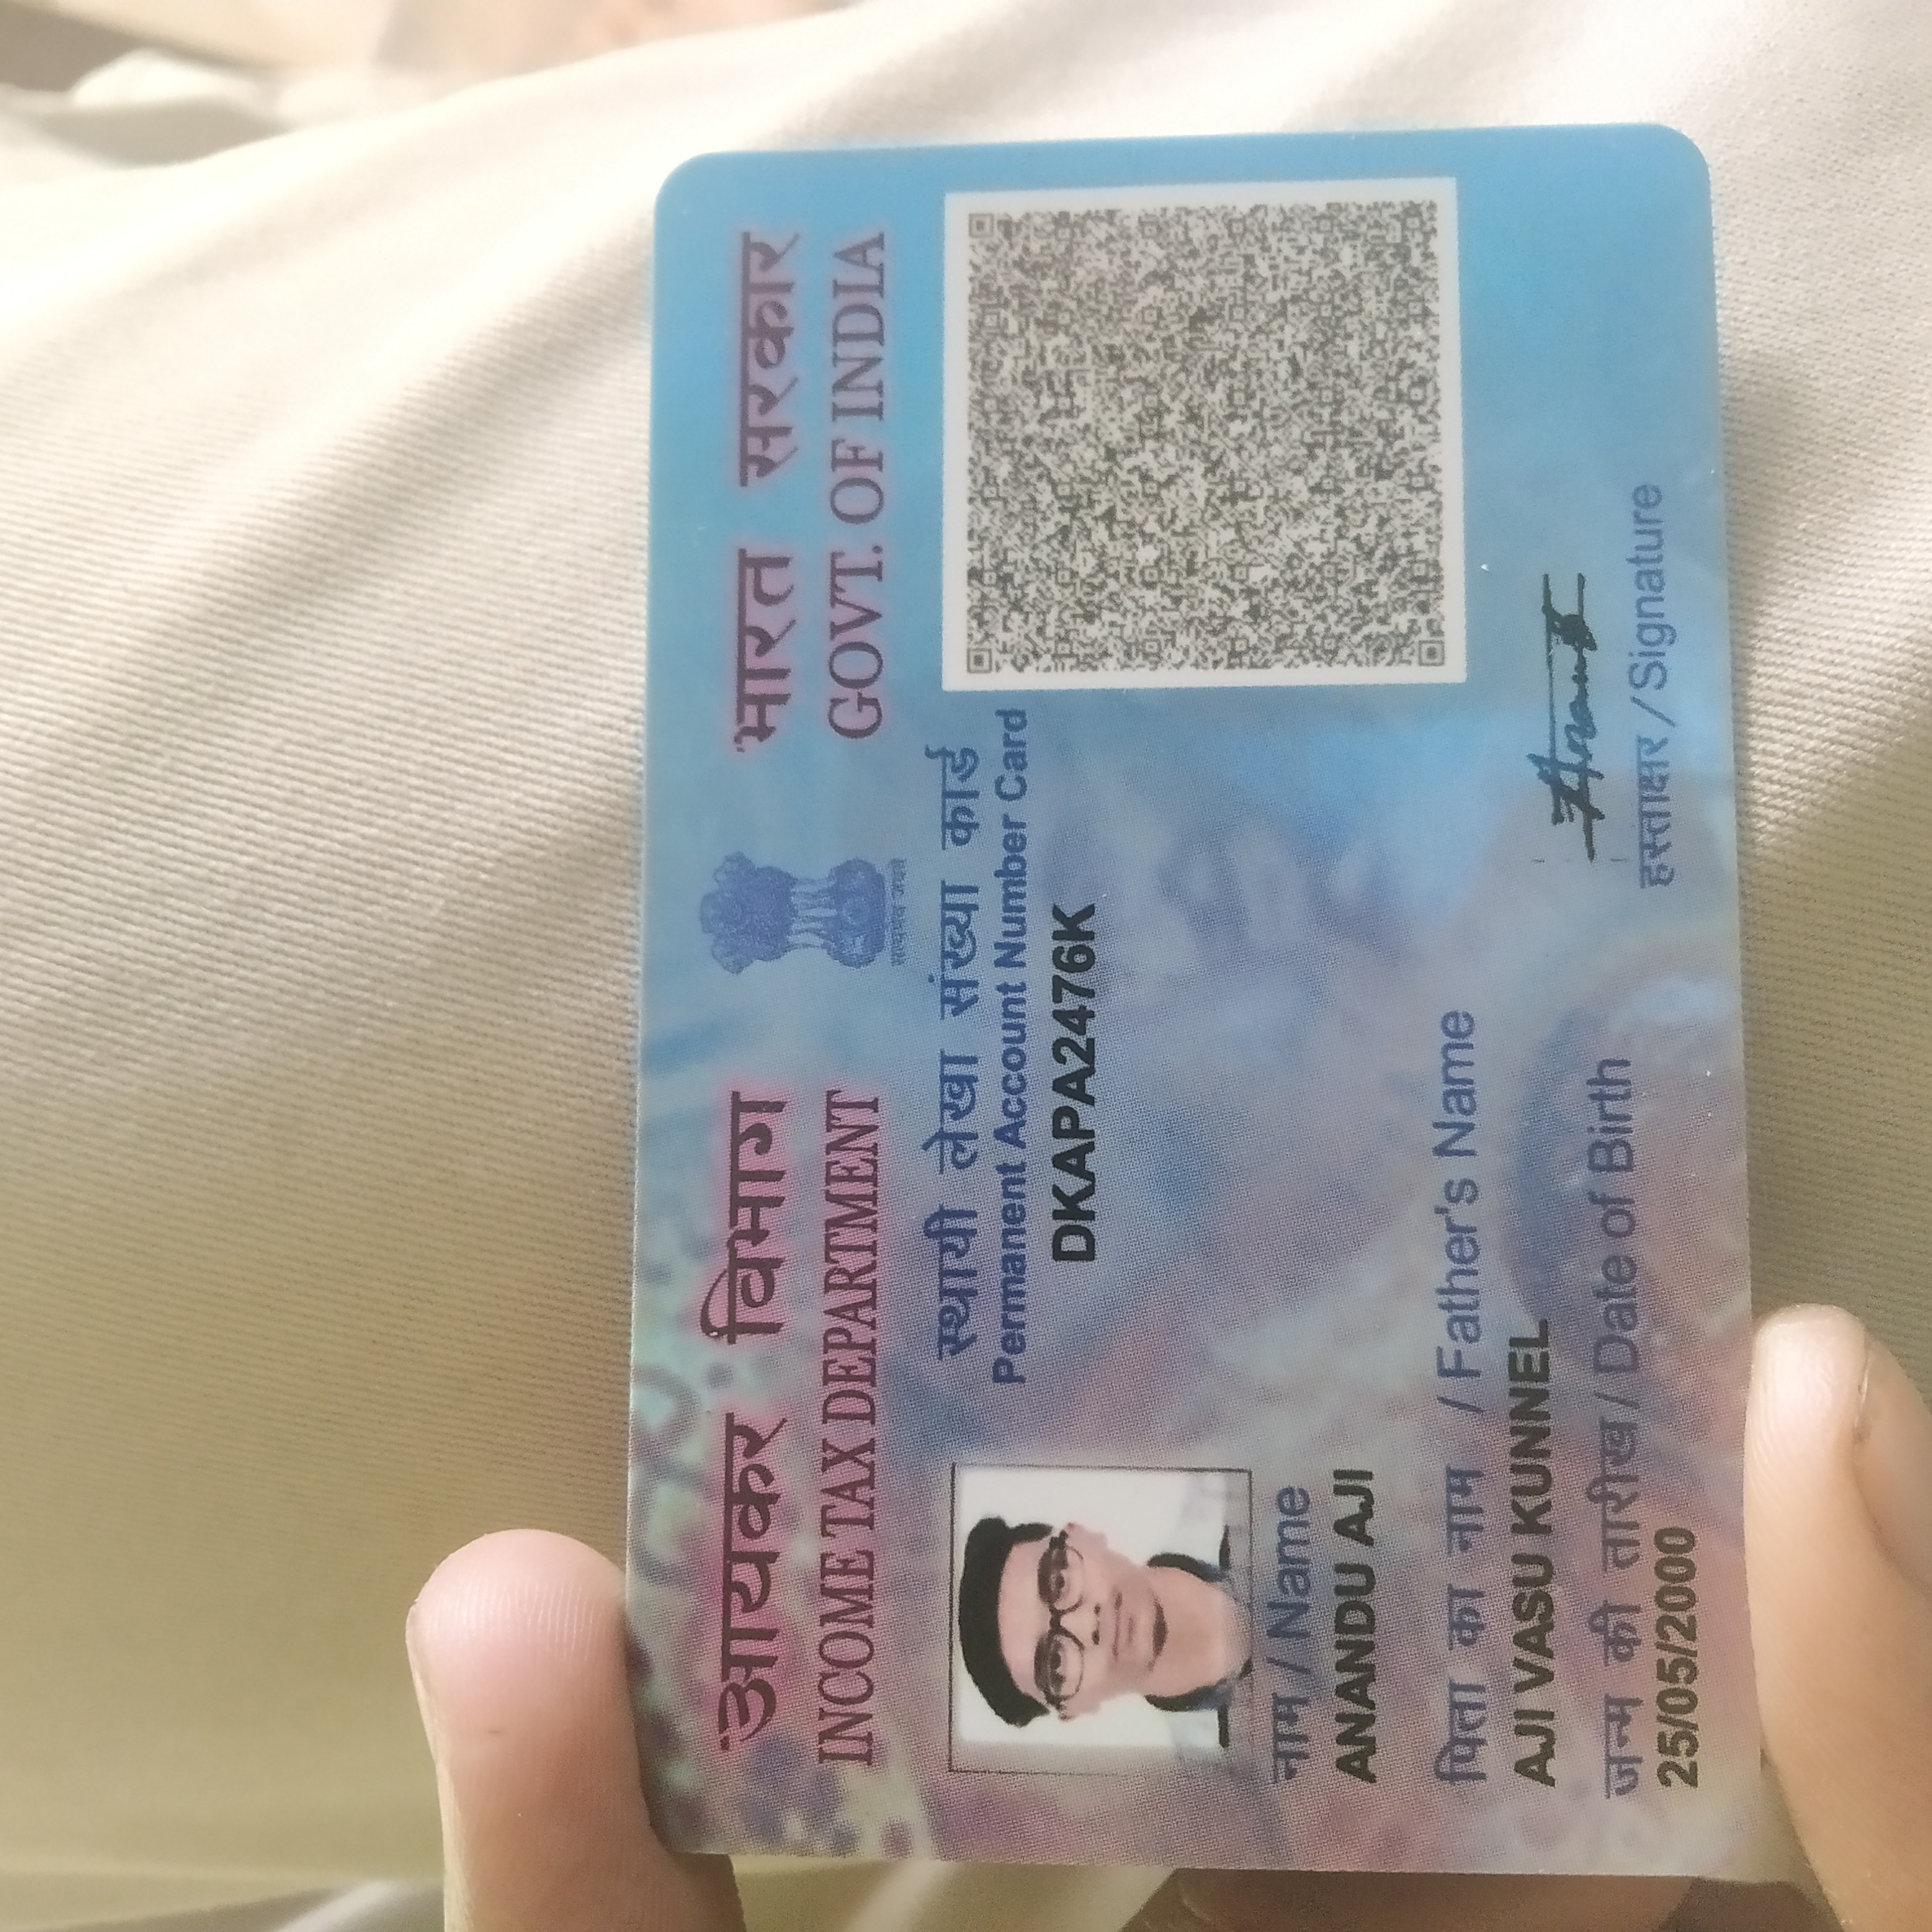 आयकर विभाग
INCOME TAX DEPARTMENT
सत्यमेव जयते
भारत सरकार
GOVT. OF INDIA
स्थायी लेखा संख्या कार्ड
Permanent Account Number Card
DKAPA2476K
नाम / Name
ANANDU AJI
पिता का नाम / Father's Name
AJI VASU KUNNEL
जन्म की तारीख / Date of Birth
25/05/2000
हस्ताक्षर / Signature